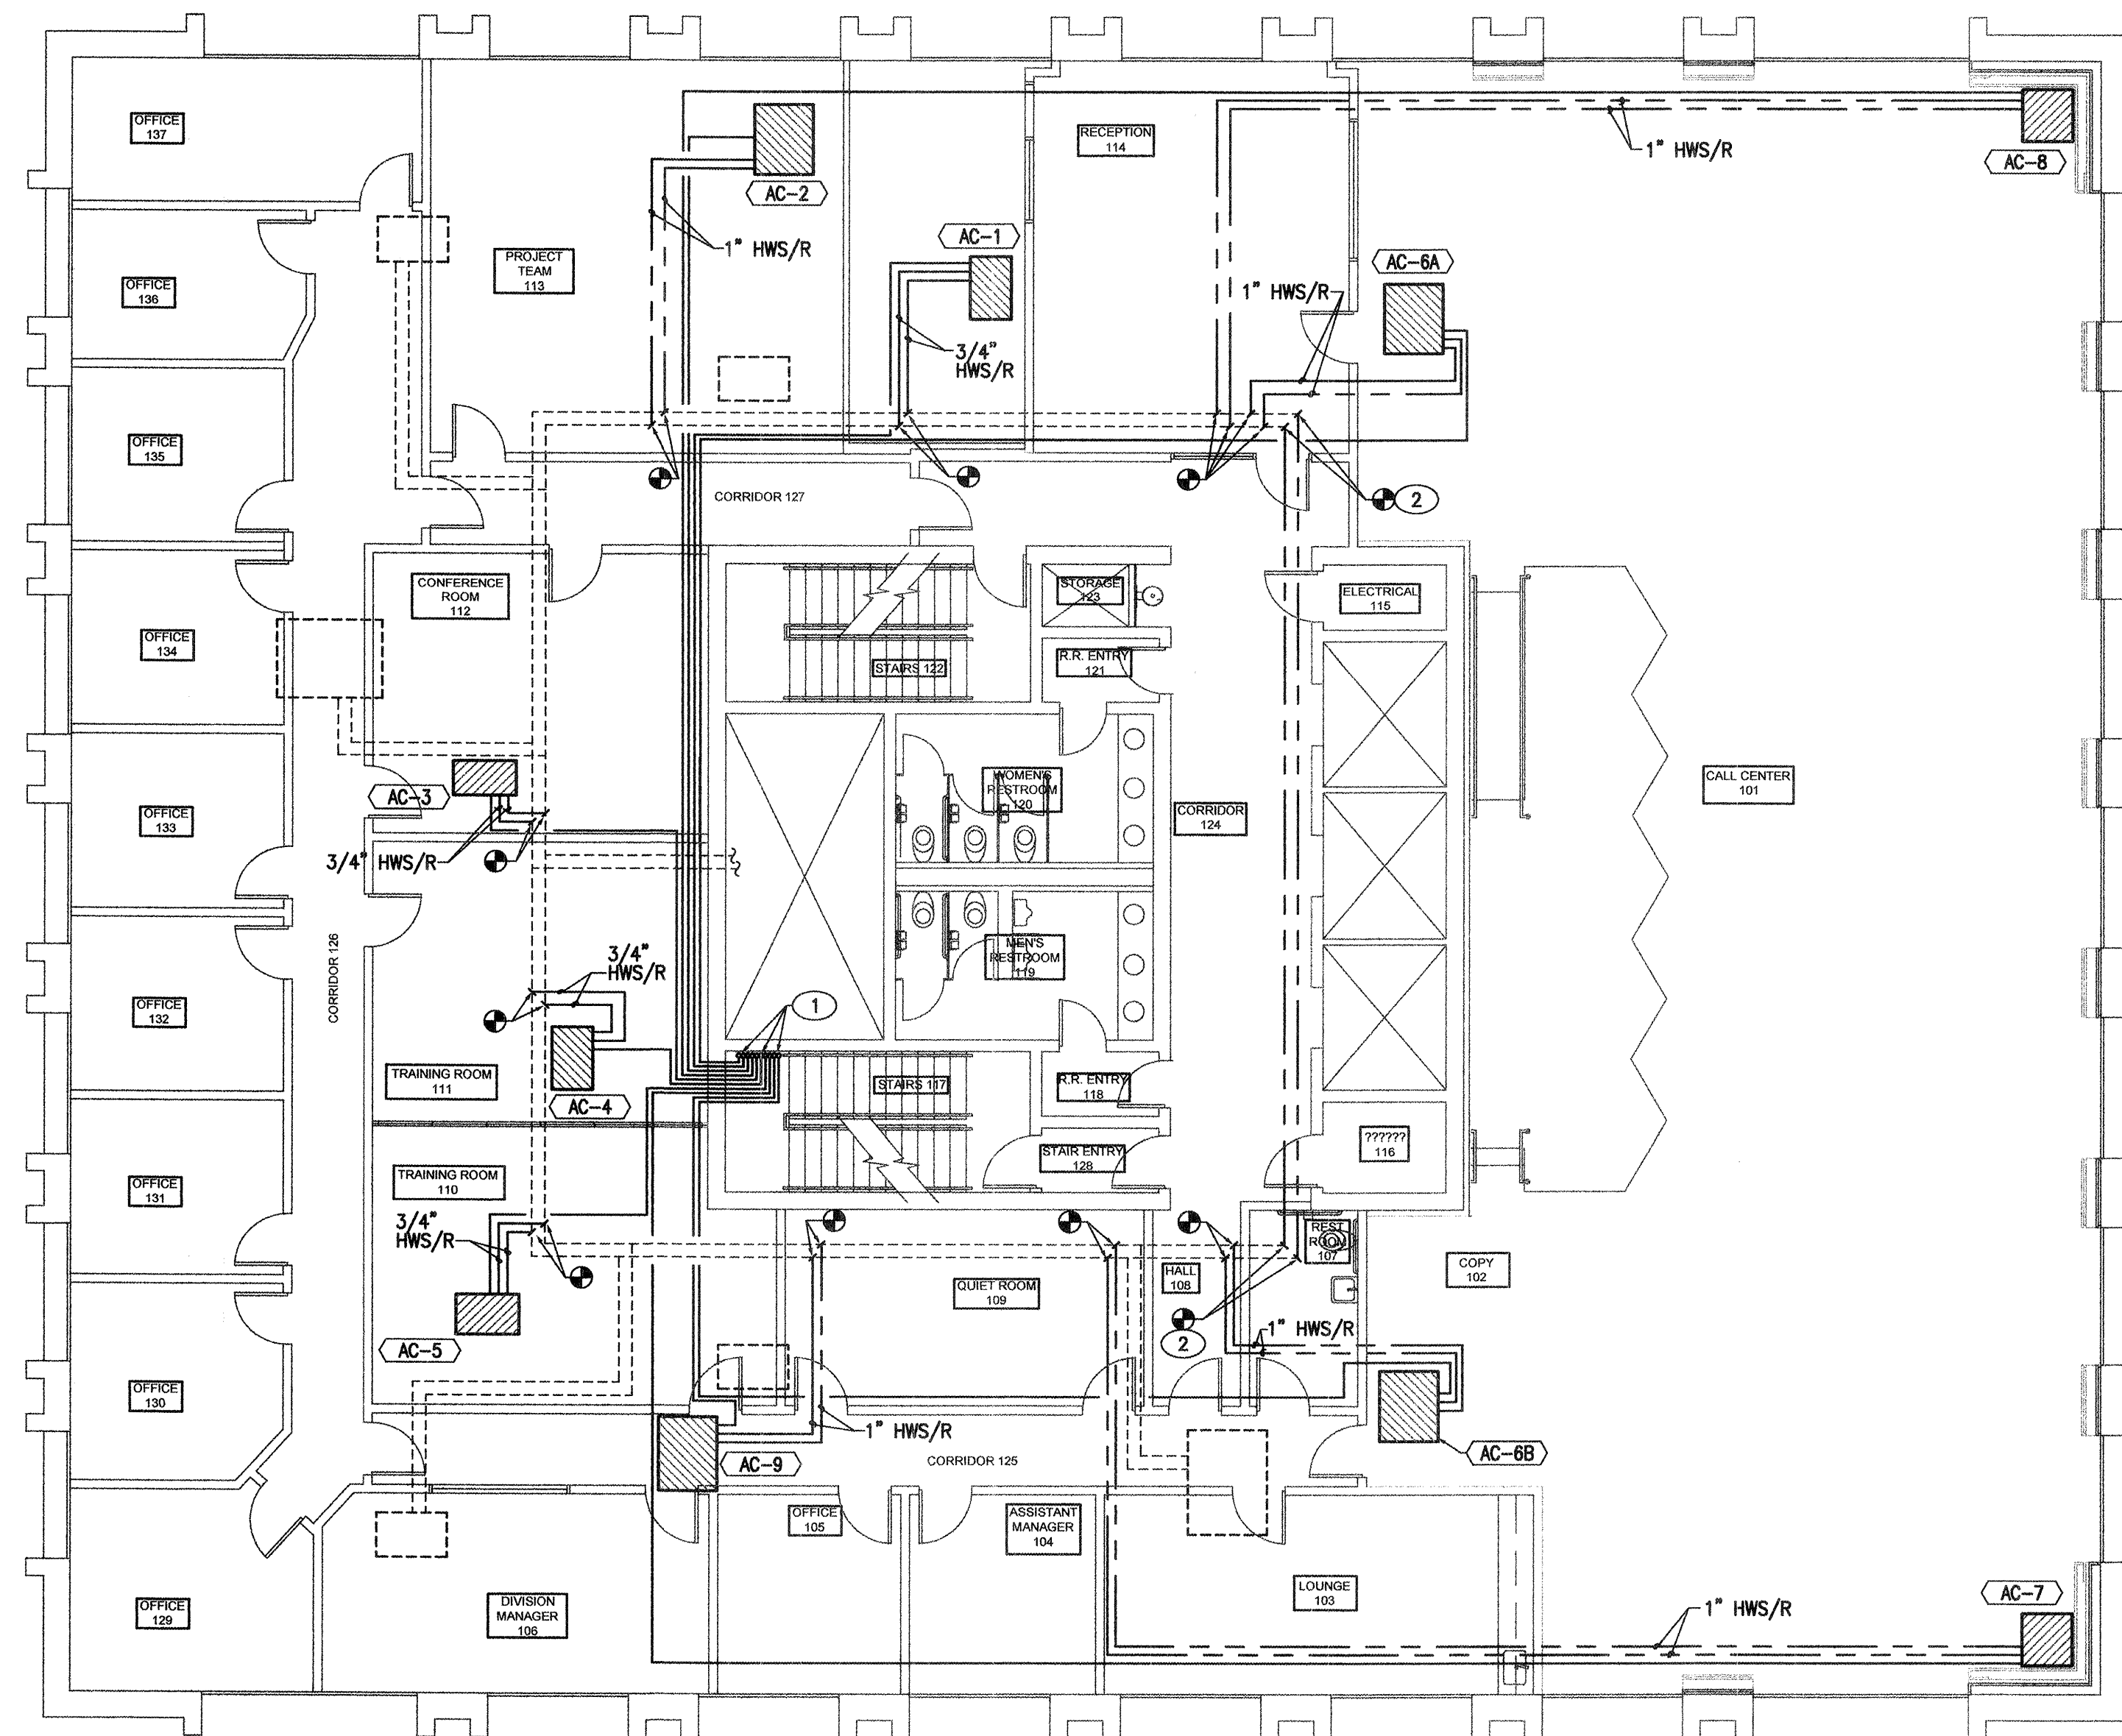 OFFICE
137
AC-2
RECEPTION
114
1" HWS/R
AC-8
1" HWS/R
AC-1
PROJECT
TEAM
113
OFFICE
136
AC-6A
1" HWS/R
3/4"
HWS/R
OFFICE
135
CORRIDOR 127
2
CONFERENCE
ROOM
112
STORAGE
123
ELECTRICAL
115
OFFICE
134
STAIRS 122
R.R. ENTRY
121
AC-3
WOMEN'S
RESTROOM
120
CALL CENTER
101
OFFICE
133
CORRIDOR
124
3/4" HWS/R
CORRIDOR 126
3/4"
HWS/R
MEN'S
RESTROOM
119
OFFICE
132
1
TRAINING ROOM
111
AC-4
STAIRS 117
R.R. ENTRY
118
??????
116
STAIR ENTRY
128
TRAINING ROOM
110
OFFICE
131
3/4"
HWS/R
REST
ROOM
107
HALL
108
COPY
102
QUIET ROOM
109
2
1" HWS/R
AC-5
OFFICE
130
1" HWS/R
AC-9
CORRIDOR 125
AC-6B
OFFICE
105
ASSISTANT
MANAGER
104
LOUNGE
103
AC-7
1" HWS/R
OFFICE
129
DIVISION
MANAGER
106